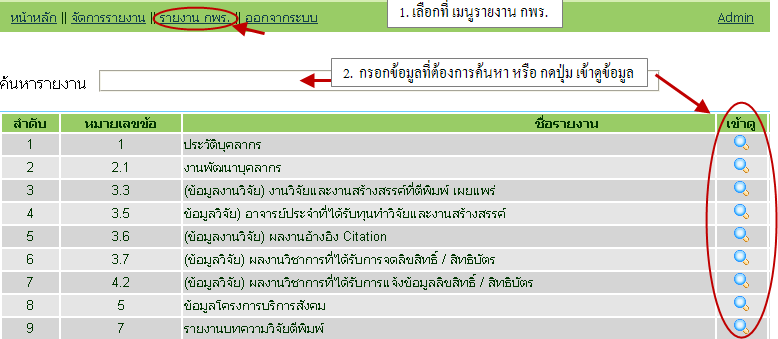 1. เลือกที่ เมนูรายงาน กพร.
หน้าหลัก || จัดการรายงาน || รายงาน กพร. || ออกจากระบบ Admin
2. กรอกข้อมูลที่ต้องการค้นหา หรือ กดปุ่ม เข้าดูข้อมูล
ค้นหารายงาน
ลำดับ หมายเลขข้อ ชื่อรายงาน เข้าดู
1 1 ประวัติบุคลากร
2 2.1 งานพัฒนาบุคลากร
3 3.3 (ข้อมูลงานวิจัย) งานวิจัยและงานสร้างสรรค์ที่ตีพิมพ์ เผยแพร่
4 3.5 ข้อมูลวิจัย) อาจารย์ประจำที่ได้รับทุนทำวิจัยและงานสร้างสรรค์
5 3.6 (ข้อมูลงานวิจัย) ผลงานอ้างอิง Citation
6 3.7 (ข้อมูลวิจัย) ผลงานวิชาการที่ได้รับการจดลิขสิทธิ์ / สิทธิบัตร
7 4.2 (ข้อมูลวิจัย) ผลงานวิชาการที่ได้รับการแจ้งข้อมูลลิขสิทธิ์ / สิทธิบัตร
8 5 ข้อมูลโครงการบริการสังคม
9 7 รายงานบทความวิจัยตีพิมพ์